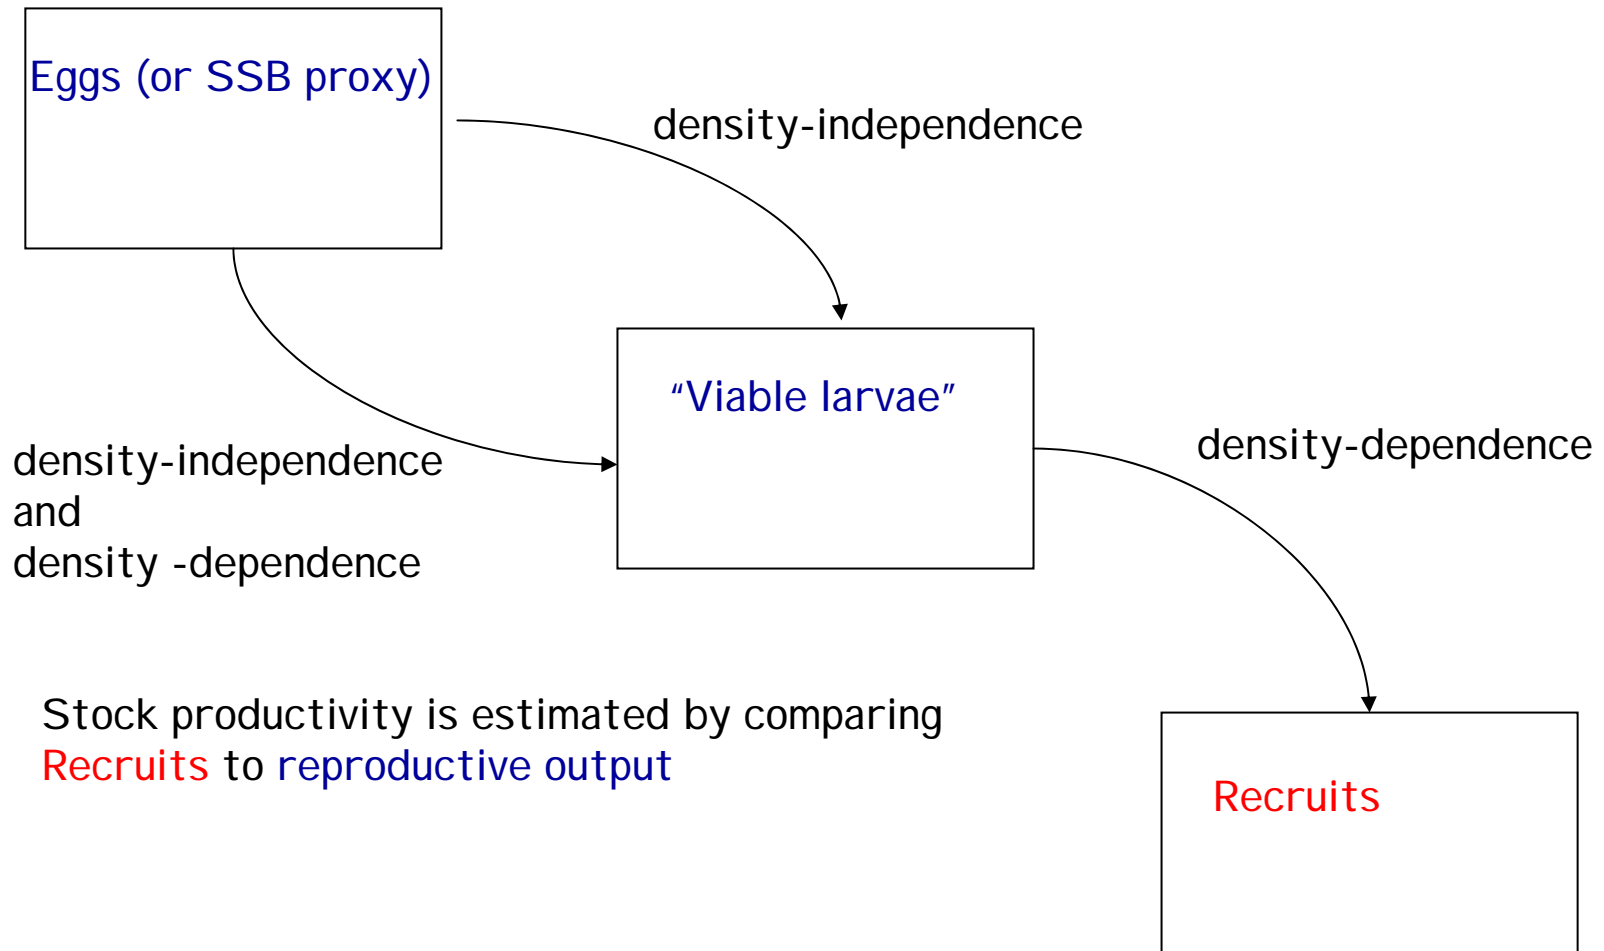 Eggs (or SSB proxy)
density-independence
“Viable larvae”
density-dependence
density-independence
and
density -dependence
Stock productivity is estimated by comparing
Recruits to reproductive output
Recruits